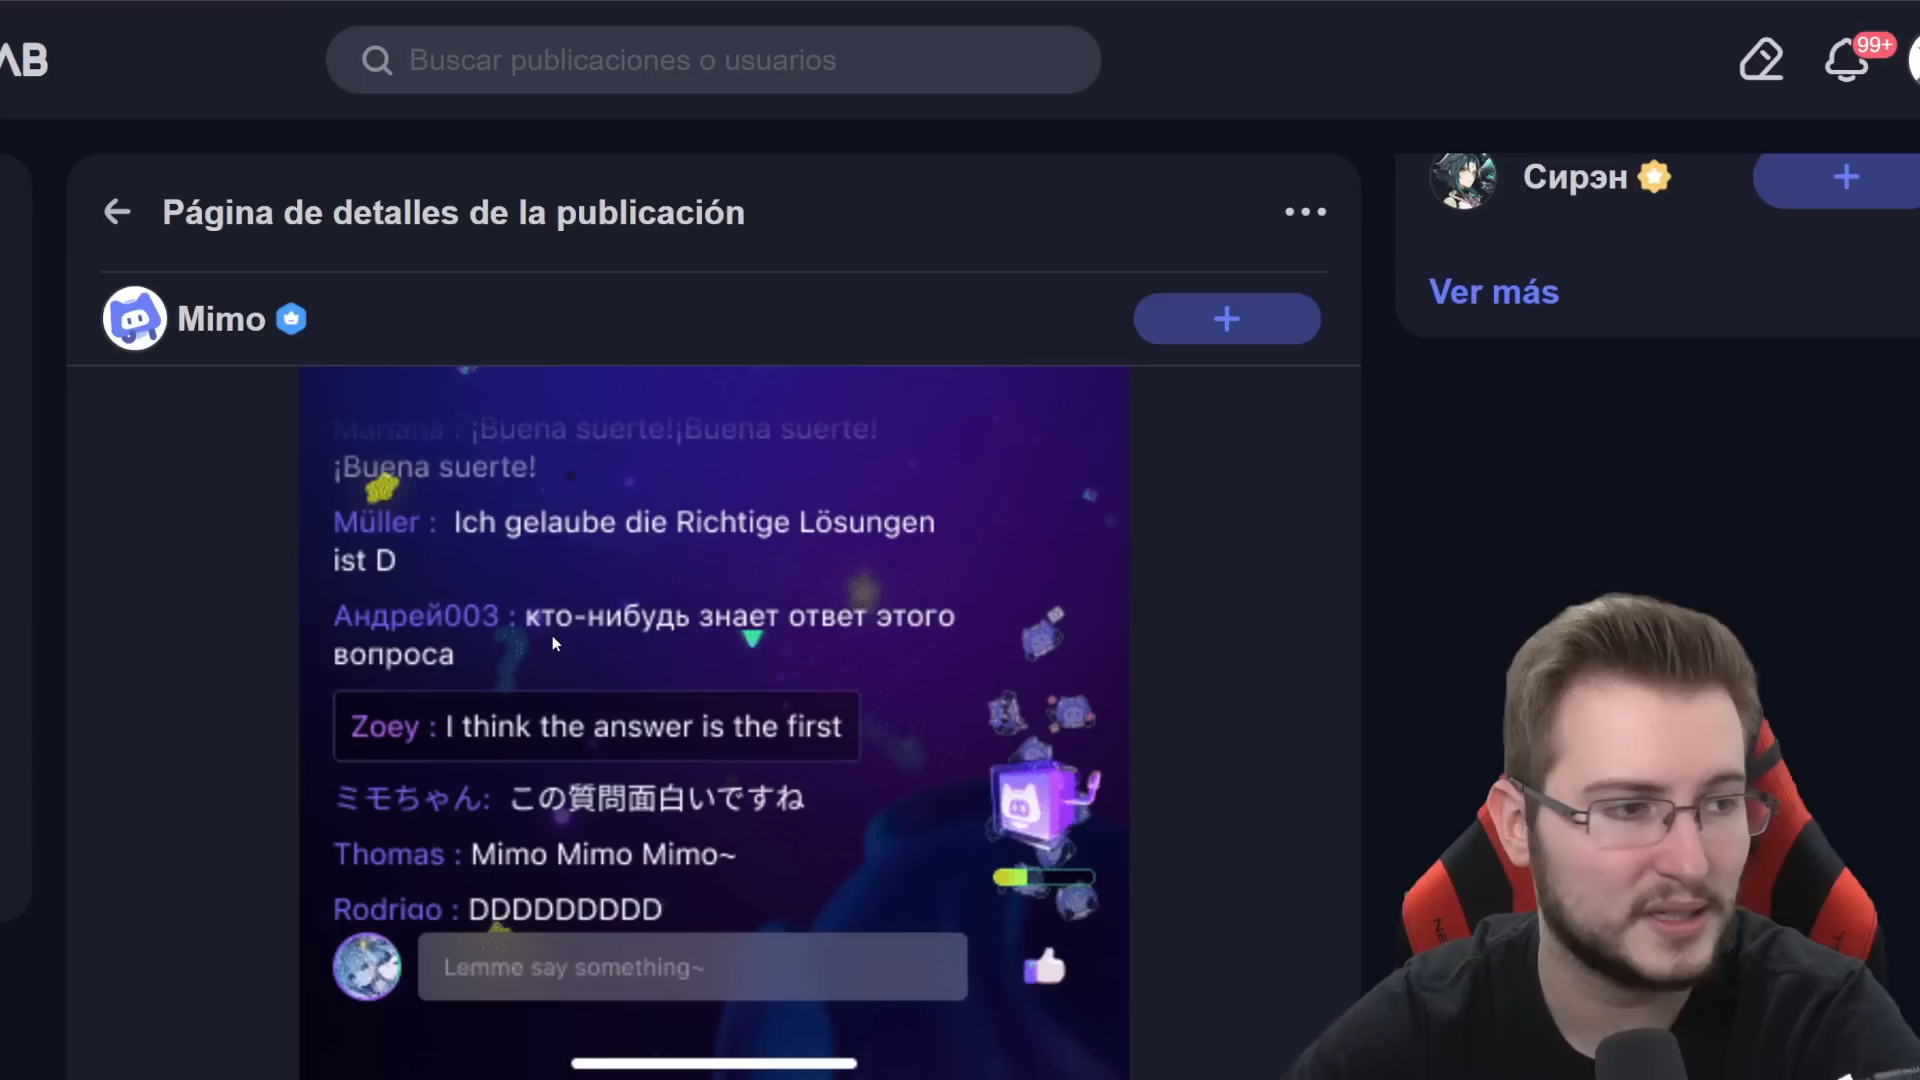 AB
Buscar publicaciones o usuarios
99+
Página de detalles de la publicación
Сирэн
Ver más
Mimo
Mariana : ¡Buena suerte!¡Buena suerte!
¡Buena suerte!
Müller : Ich gelaube die Richtige Lösungen
ist D
Андрей003 : кто-нибудь знает ответ этого
вопроса
Zoey : I think the answer is the first
ミモちゃん: この質問面白いですね
Thomas : Mimo Mimo Mimo~
Rodrigo : DDDDDDDDD
Lemme say something~